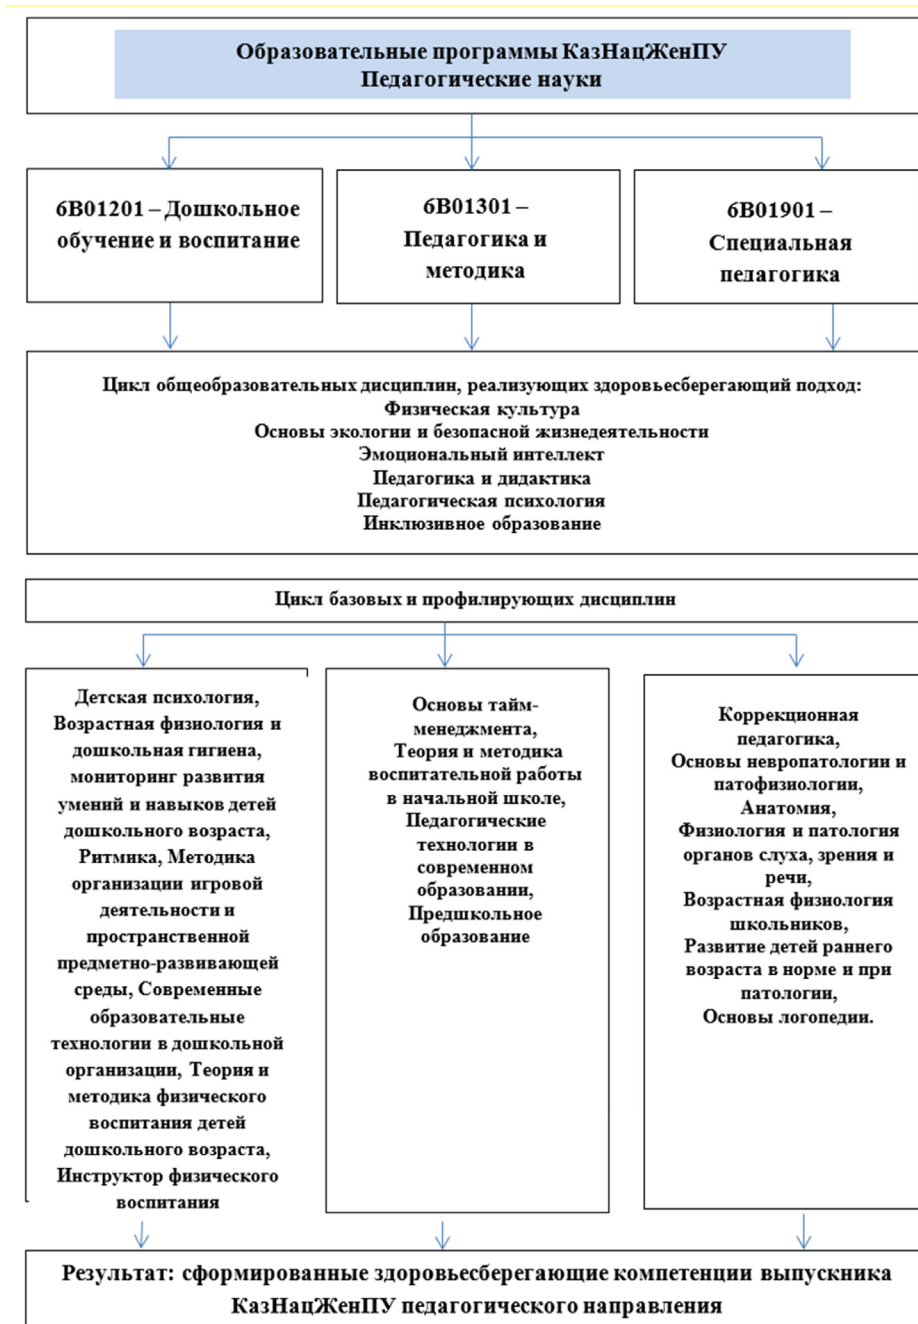 Образовательные программы КазНацЖенПУ
Педагогические науки
6В01201 – Дошкольное
обучение и воспитание
6В01301 –
Педагогика и
методика
6В01901 –
Специальная
педагогика
Цикл общеобразовательных дисциплин, реализующих здоровьесберегающий подход:
Физическая культура
Основы экологии и безопасной жизнедеятельности
Эмоциональный интеллект
Педагогика и дидактика
Педагогическая психология
Инклюзивное образование
Цикл базовых и профилирующих дисциплин
Детская психология,
Возрастная физиология и
дошкольная гигиена,
мониторинг развития
умений и навыков детей
дошкольного возраста,
Ритмика, Методика
организации игровой
деятельности и
пространственной
предметно-развивающей
среды, Современные
образовательные
технологии в дошкольной
организации, Теория и
методика физического
воспитания детей
дошкольного возраста,
Инструктор физического
воспитания
Основы тайм-
менеджмента,
Теория и методика
воспитательной работы
в начальной школе,
Педагогические
технологии в
современном
образовании,
Предшкольное
образование
Коррекционная
педагогика,
Основы невропатологии и
патофизиологии,
Анатомия,
Физиология и патология
органов слуха, зрения и
речи,
Возрастная физиология
школьников,
Развитие детей раннего
возраста в норме и при
патологии,
Основы логопедии.
Результат: сформированные здоровьесберегающие компетенции выпускника
КазНацЖенПУ педагогического направления